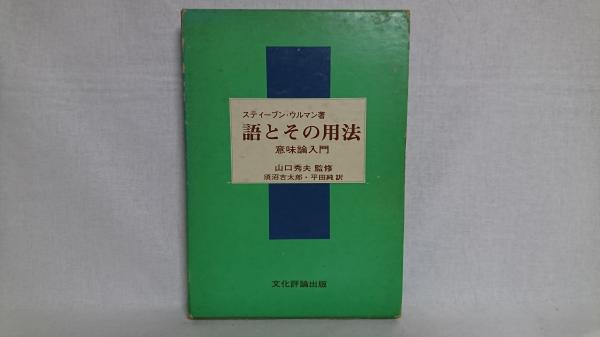 スティーブン・ウルマン著
語とその用法
意味論入門
山口秀夫 監修
須沼吉太郎・平田純 訳
文化評論出版